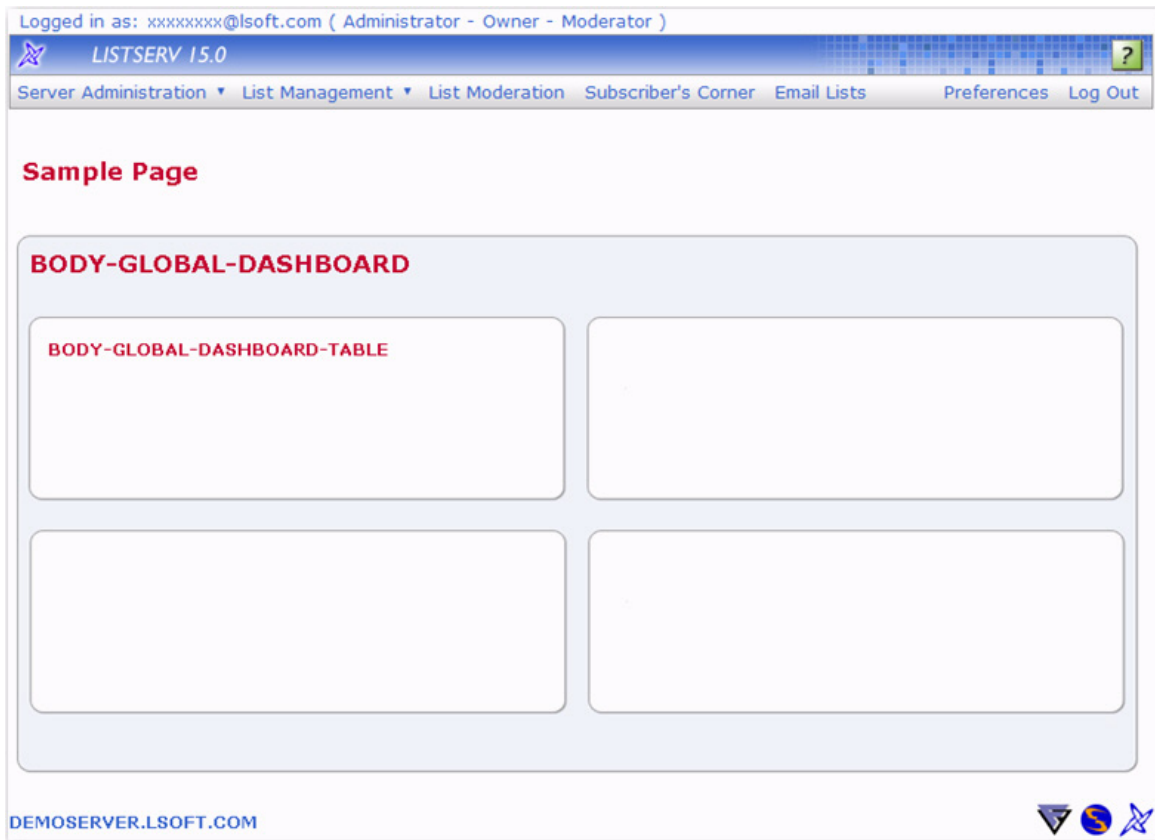 Logged in as: xxxxxxxx@lsoft.com ( Administrator - Owner - Moderator )
LISTSERV 15.0 ?
Server Administration ▼ List Management ▼ List Moderation Subscriber's Corner Email Lists Preferences Log Out
Sample Page
BODY-GLOBAL-DASHBOARD
BODY-GLOBAL-DASHBOARD-TABLE
DEMOSERVER.LSOFT.COM